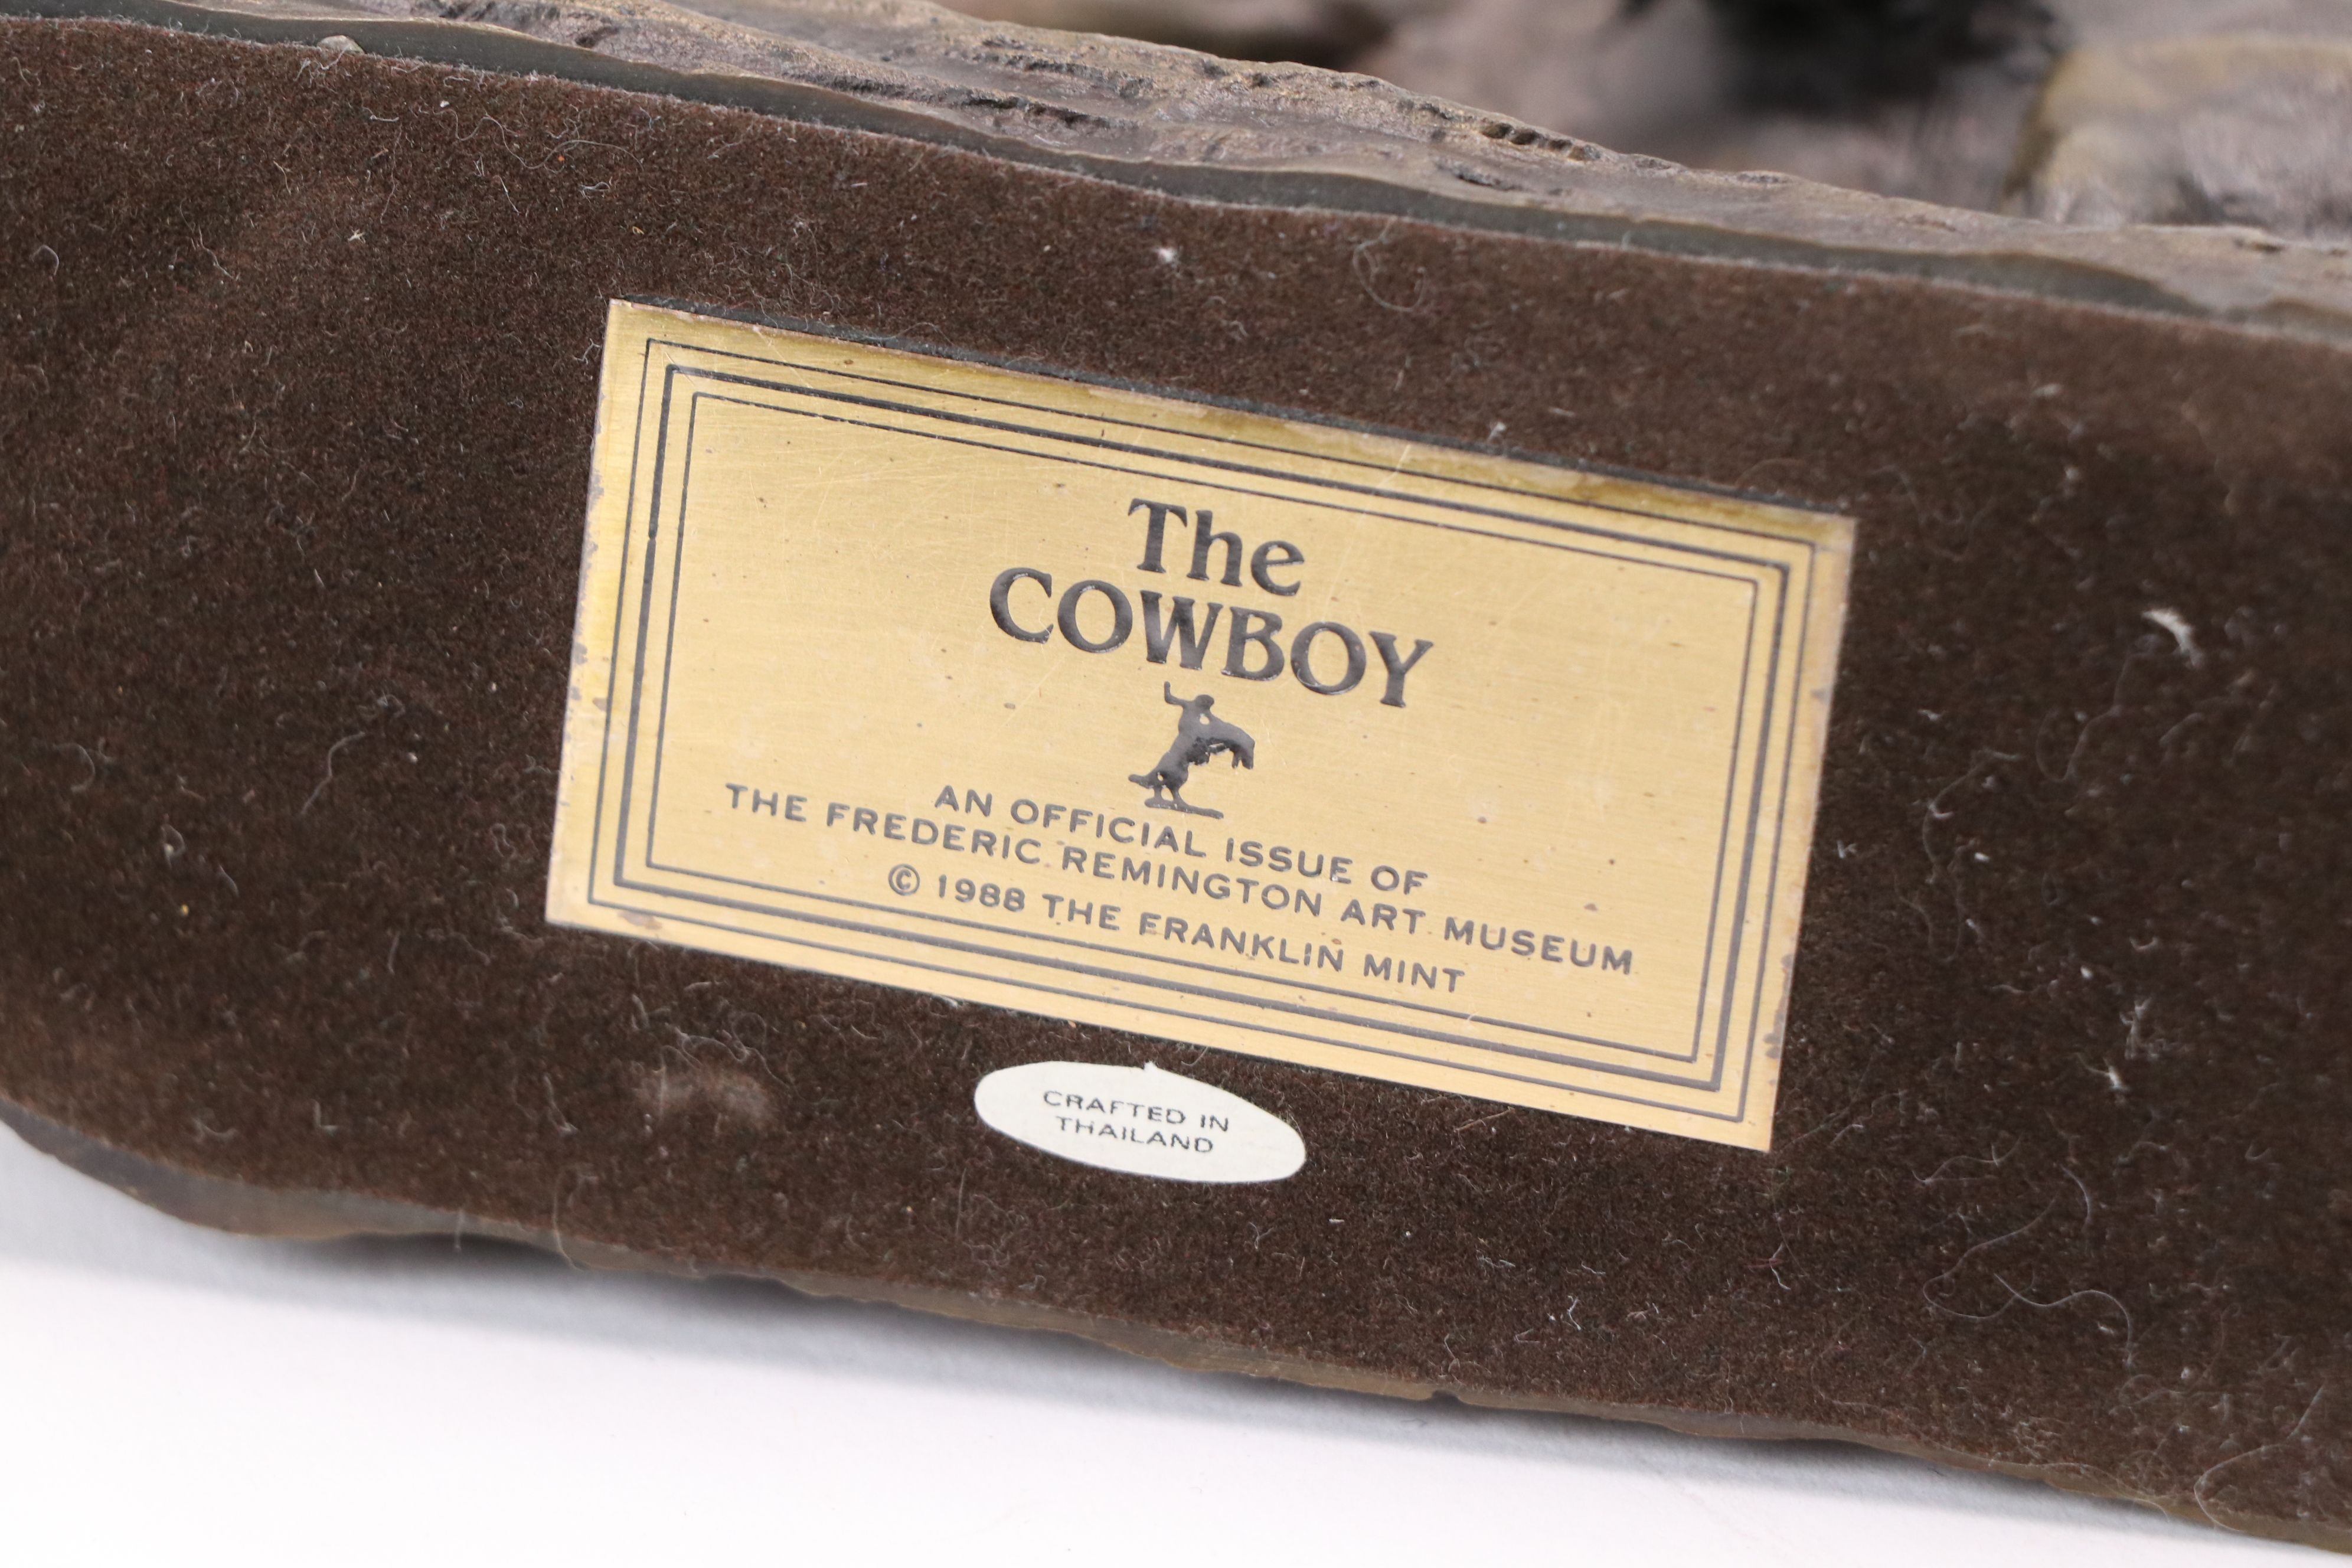 The
COWBOY
AN OFFICIAL ISSUE OF
THE FREDERIC REMINGTON ART MUSEUM
© 1988 THE FRANKLIN MINT
CRAFTED IN
THAILAND